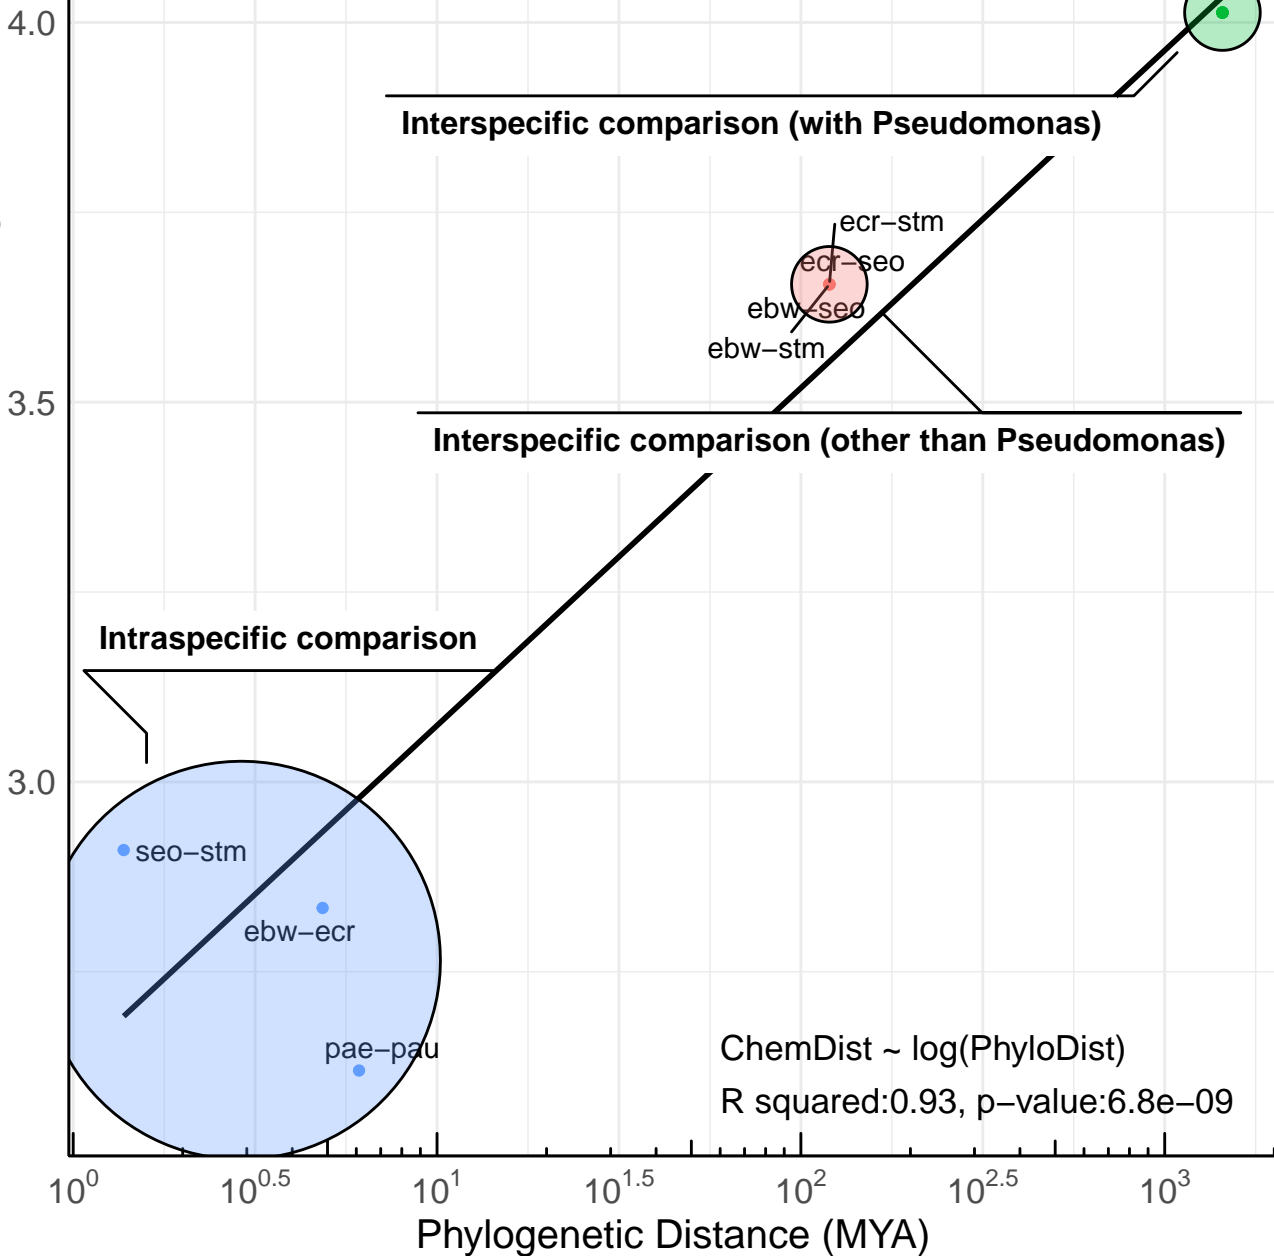 4.0
Interspecific comparison (with Pseudomonas)
ecr−stm
ecr−seo
ebw−seo
ebw−stm
3.5
Interspecific comparison (other than Pseudomonas)
Intraspecific comparison
3.0
seo−stm
ebw−ecr
pae−pau
ChemDist ~ log(PhyloDist)
R squared:0.93, p−value:6.8e−09
10^0 10^0.5 10^1 10^1.5 10^2 10^2.5 10^3
Phylogenetic Distance (MYA)